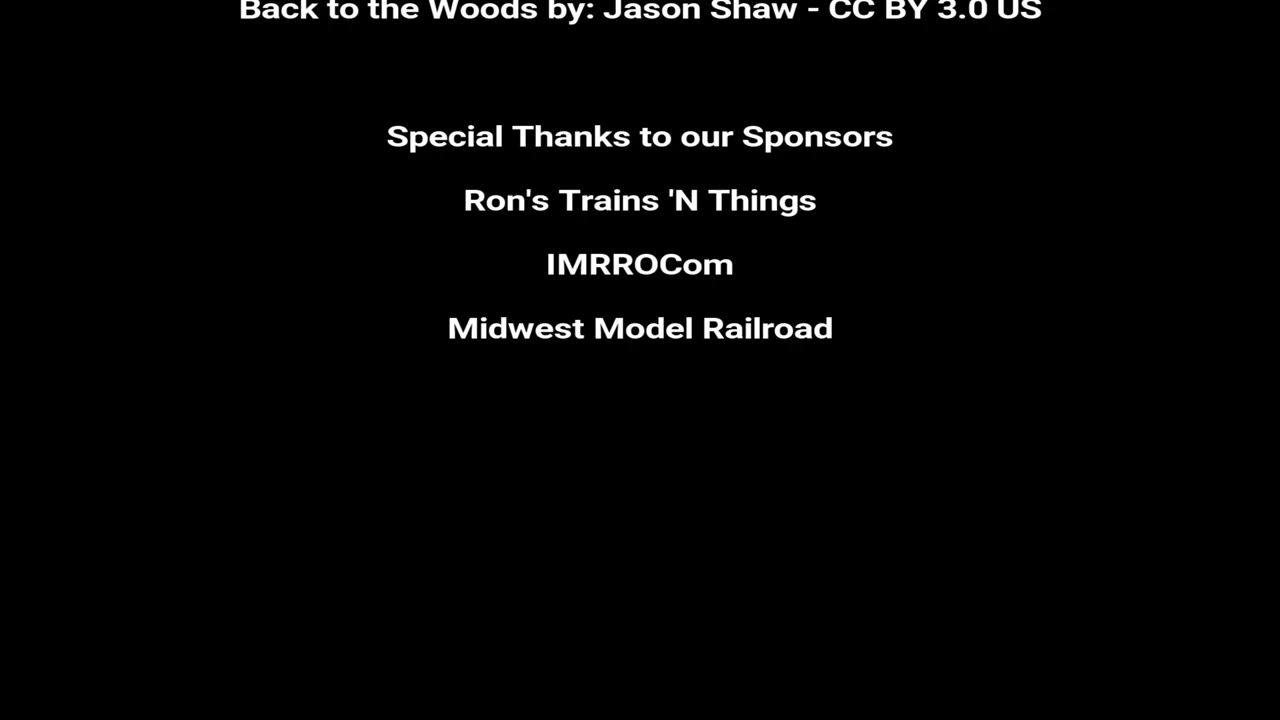 Back to the Woods by: Jason Shaw - CC BY 3.0 US
Special Thanks to our Sponsors
Ron's Trains 'N Things
IMRROCom
Midwest Model Railroad